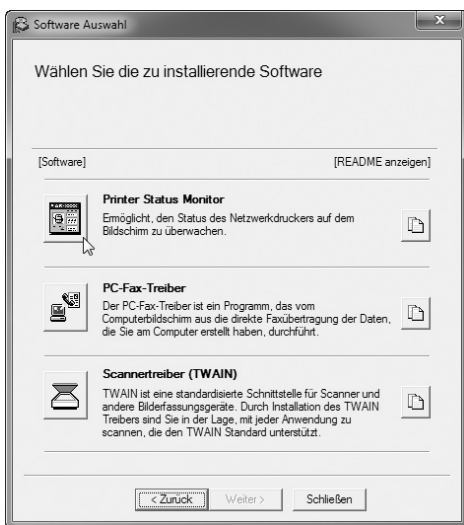 Software Auswahl
Wählen Sie die zu installierende Software
[Software] [README anzeigen]
Printer Status Monitor
Ermöglicht, den Status des Netzwerkdruckers auf dem
Bildschirm zu überwachen.
PC-Fax-Treiber
Der PC-Fax-Treiber ist ein Programm, das vom
Computerbildschirm aus die direkte Faxübertragung der Daten,
die Sie am Computer erstellt haben, durchführt.
Scannertreiber (TWAIN)
TWAIN ist eine standardisierte Schnittstelle für Scanner und
andere Bilderfassungsgeräte. Durch Installation des TWAIN
Treibers sind Sie in der Lage, mit jeder Anwendung zu
scannen, die den TWAIN Standard unterstützt.
< Zurück Weiter > Schließen